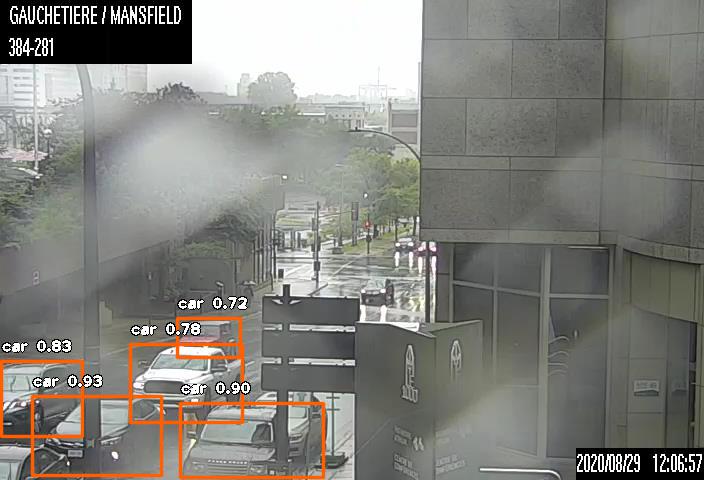 GAUCHETIERE / MANSFIELD
384-281
car 0.72
car 0.78
car 0.83
car 0.93
car 0.90
1000
2020/08/29 12:06:57